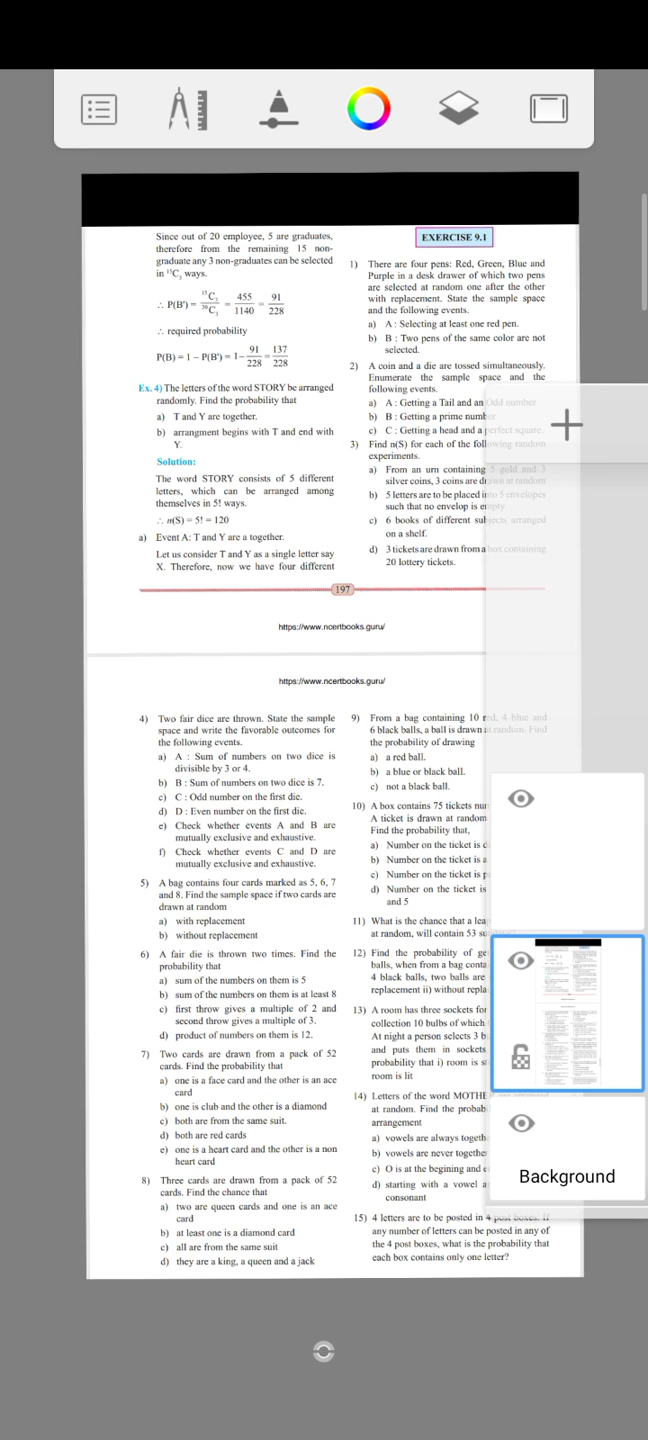 Since out of 20 employee, 5 are graduates,
therefore from the remaining 15 non-
graduate any 3 non-graduates can be selected
in ¹⁵C₃ ways.
∴ P(B') = ¹⁵C₃/²⁰C₃ = 455/1140 = 91/228
∴ required probability
P(B) = 1 – P(B') = 1– 91/228 = 137/228
Ex. 4) The letters of the word STORY be arranged
randomly. Find the probability that
a) T and Y are together.
b) arrangment begins with T and end with
Y.
Solution:
The word STORY consists of 5 different
letters, which can be arranged among
themselves in 5! ways.
∴ n(S) = 5! = 120
a) Event A: T and Y are a together.
Let us consider T and Y as a single letter say
X. Therefore, now we have four different
EXERCISE 9.1
1) There are four pens: Red, Green, Blue and
Purple in a desk drawer of which two pens
are selected at random one after the other
with replacement. State the sample space
and the following events.
a) A : Selecting at least one red pen.
b) B : Two pens of the same color are not
selected.
2) A coin and a die are tossed simultaneously.
Enumerate the sample space and the
following events.
a) A : Getting a Tail and an Odd number
b) B : Getting a prime number
c) C : Getting a head and a perfect square.
3) Find n(S) for each of the following random
experiments.
a) From an urn containing 5 gold and 3
silver coins, 3 coins are drawn at random
b) 5 letters are to be placed into 5 envelopes
such that no envelop is empty.
c) 6 books of different subjects arranged
on a shelf.
d) 3 tickets are drawn from a box containing
20 lottery tickets.
197
https://www.ncertbooks.guru/
https://www.ncertbooks.guru/
4) Two fair dice are thrown. State the sample
space and write the favorable outcomes for
the following events.
a) A : Sum of numbers on two dice is
divisible by 3 or 4.
b) B : Sum of numbers on two dice is 7.
c) C : Odd number on the first die.
d) D : Even number on the first die.
e) Check whether events A and B are
mutually exclusive and exhaustive.
f) Check whether events C and D are
mutually exclusive and exhaustive.
5) A bag contains four cards marked as 5, 6, 7
and 8. Find the sample space if two cards are
drawn at random
a) with replacement
b) without replacement
6) A fair die is thrown two times. Find the
probability that
a) sum of the numbers on them is 5
b) sum of the numbers on them is at least 8
c) first throw gives a multiple of 2 and
second throw gives a multiple of 3.
d) product of numbers on them is 12.
7) Two cards are drawn from a pack of 52
cards. Find the probability that
a) one is a face card and the other is an ace
card
b) one is club and the other is a diamond
c) both are from the same suit.
d) both are red cards
e) one is a heart card and the other is a non
heart card
8) Three cards are drawn from a pack of 52
cards. Find the chance that
a) two are queen cards and one is an ace
card
b) at least one is a diamond card
c) all are from the same suit
d) they are a king, a queen and a jack
9) From a bag containing 10 red, 4 blue and
6 black balls, a ball is drawn at random. Find
the probability of drawing
a) a red ball.
b) a blue or black ball.
c) not a black ball.
10) A box contains 75 tickets
A ticket is drawn at random
Find the probability that,
a) Number on the ticket is
b) Number on the ticket is
c) Number on the ticket is
d) Number on the ticket is
and 5
11) What is the chance that a
at random, will contain 53
12) Find the probability of
balls, when from a bag
4 black balls, two balls are
replacement ii) without
13) A room has three sockets for
collection 10 bulbs of which
At night a person selects 3
and puts them in sockets
probability that i) room is
room is lit
14) Letters of the word
at random. Find the
arrangement
a) vowels are always
b) vowels are never
c) O is at the begining and
d) starting with a vowel
consonant
15) 4 letters are to be posted in 4 post boxes. If
any number of letters can be posted in any of
the 4 post boxes, what is the probability that
each box contains only one letter?
Background